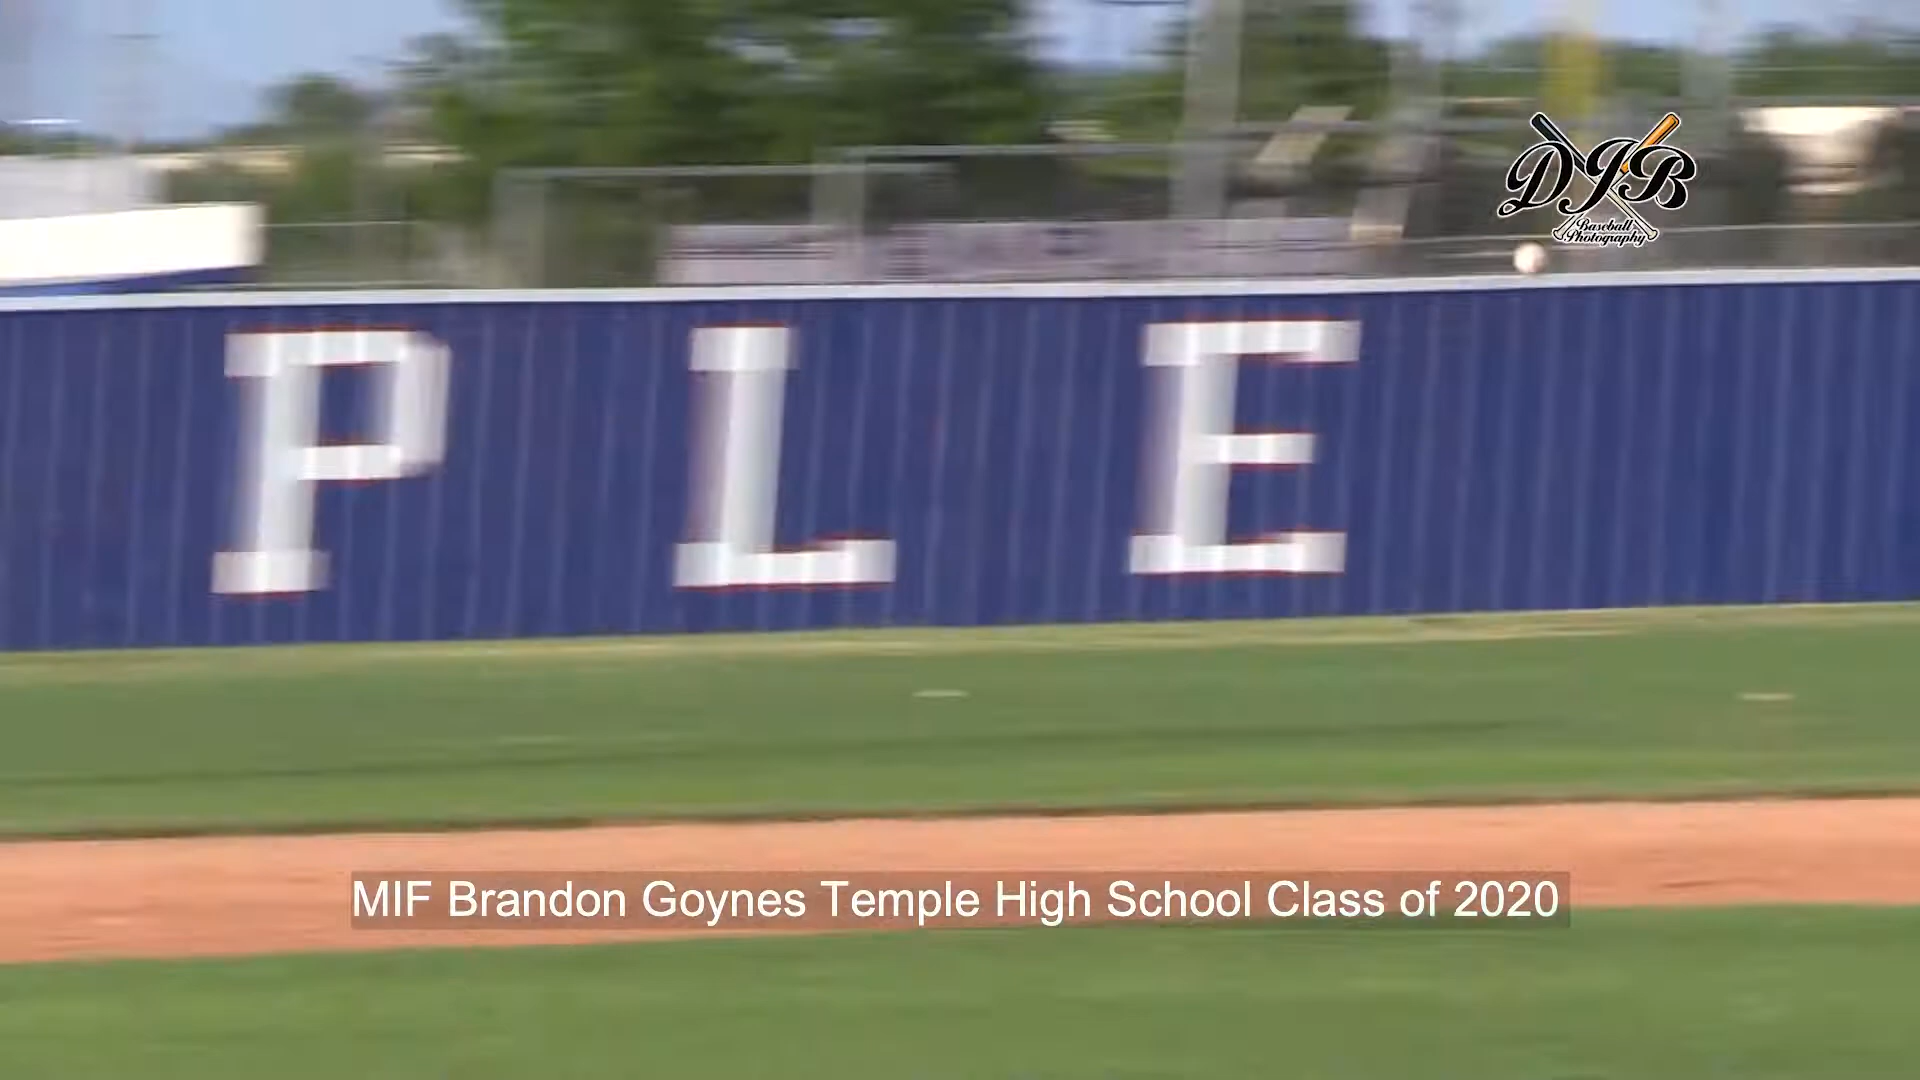 DJB
Baseball
Photography
PLE
MIF Brandon Goynes Temple High School Class of 2020